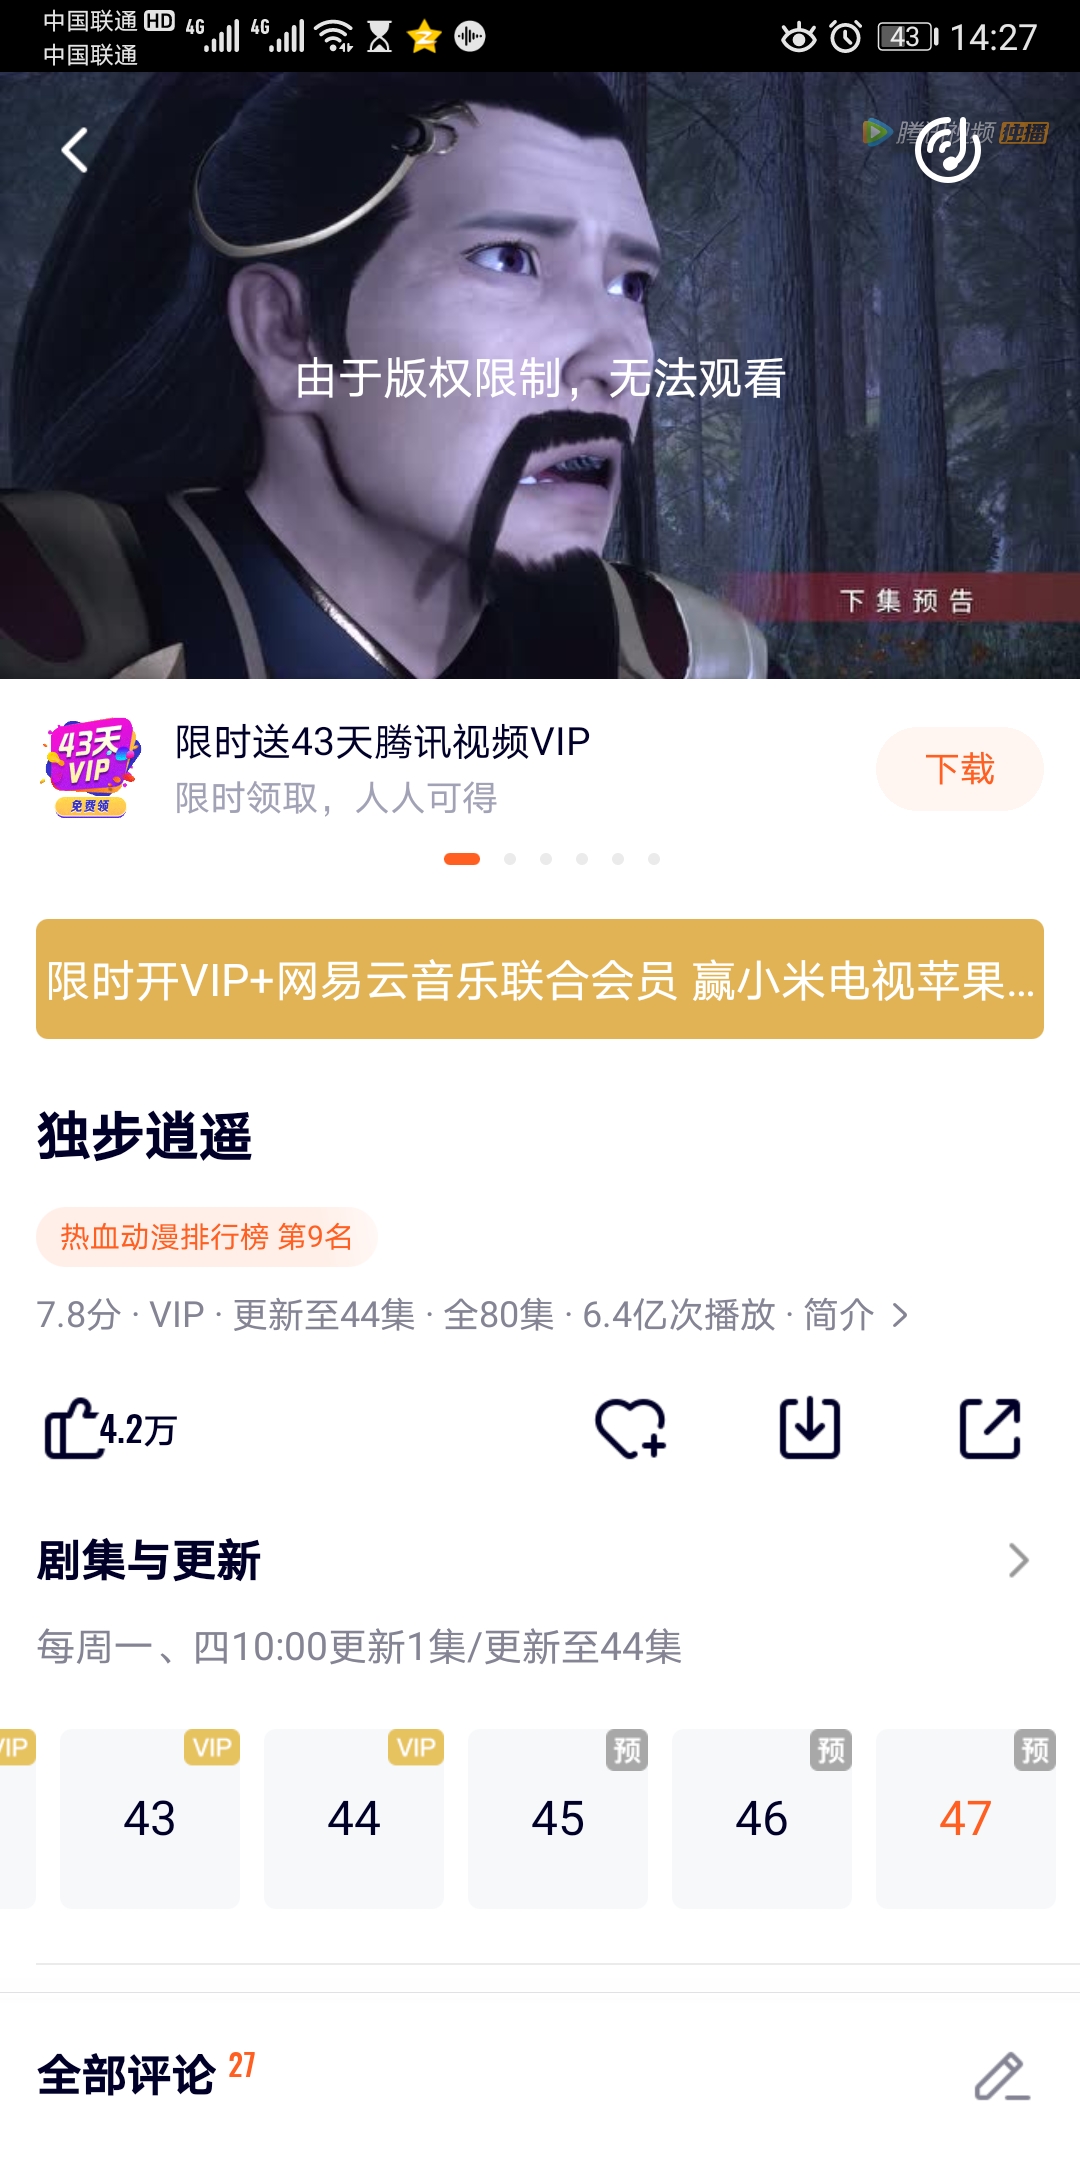 中国联通 HD 4G 4G 43 14:27
中国联通
腾讯视频 独播
由于版权限制，无法观看
下集预告
43天
VIP
免费领
限时送43天腾讯视频VIP
限时领取，人人可得
下载
限时开VIP+网易云音乐联合会员 赢小米电视苹果...
独步逍遥
热血动漫排行榜 第9名
7.8分 · VIP · 更新至44集 · 全80集 · 6.4亿次播放 · 简介
4.2万
剧集与更新
每周一、四10:00更新1集/更新至44集
VIP VIP VIP 预 预 预
43 44 45 46 47
全部评论 27